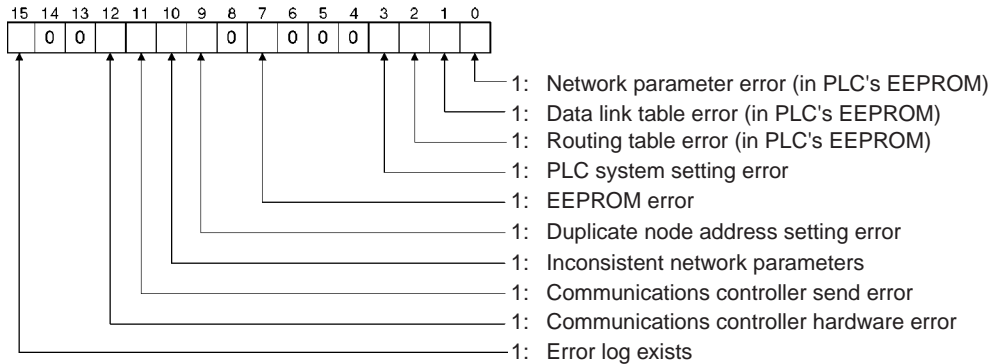 15 14 13 12 11 10 9 8 7 6 5 4 3 2 1 0
0 0 0 0 0 0
1: Network parameter error (in PLC's EEPROM)
1: Data link table error (in PLC's EEPROM)
1: Routing table error (in PLC's EEPROM)
1: PLC system setting error
1: EEPROM error
1: Duplicate node address setting error
1: Inconsistent network parameters
1: Communications controller send error
1: Communications controller hardware error
1: Error log exists